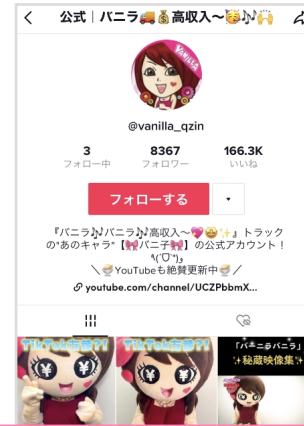 公式｜バニラ🚚💰高収入〜🥳🎶🙌
VANILLA
@vanilla_qzin
3 8367 166.3K
フォロー中 フォロワー いいね
フォローする
『バニラ🎶バニラ🎶高収入〜💖🤩✨』トラック
の"あのキャラ"【🎀バニ子🎀】の公式アカウント！
٩(ˊᗜˋ*)و
＼🍨YouTubeも絶賛更新中🍨／
youtube.com/channel/UCZPbbmX...
TikTok有禁?! TikTok有禁?!
「バニラバニラ」
秘蔵映像集